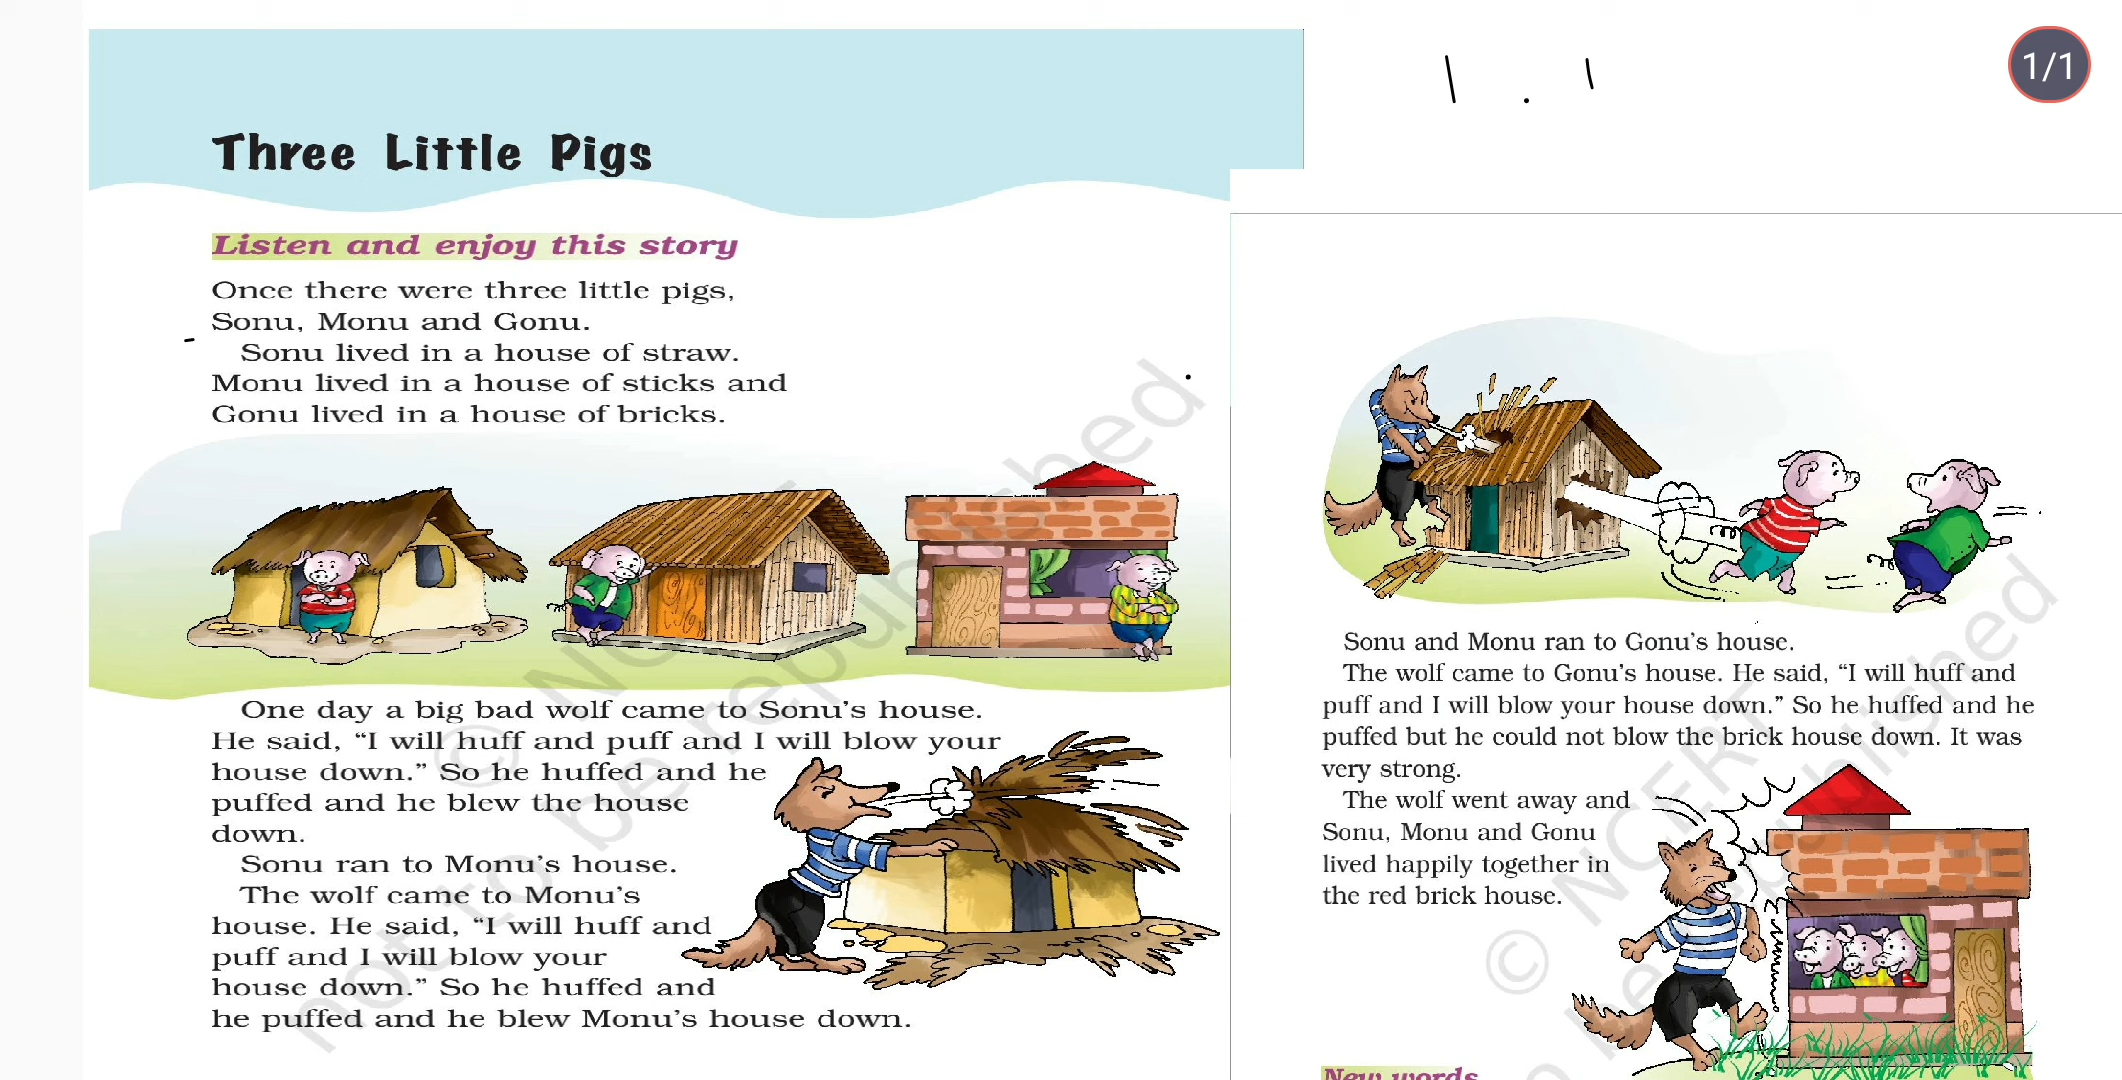 Three Little Pigs
Listen and enjoy this story
Once there were three little pigs,
Sonu, Monu and Gonu.
Sonu lived in a house of straw.
Monu lived in a house of sticks and
Gonu lived in a house of bricks.
One day a big bad wolf came to Sonu's house.
He said, “I will huff and puff and I will blow your
house down.” So he huffed and he
puffed and he blew the house
down.
Sonu ran to Monu's house.
The wolf came to Monu's
house. He said, “I will huff and
puff and I will blow your
house down.” So he huffed and
he puffed and he blew Monu's house down.
1/1
Sonu and Monu ran to Gonu's house.
The wolf came to Gonu's house. He said, “I will huff and
puff and I will blow your house down.” So he huffed and he
puffed but he could not blow the brick house down. It was
very strong.
The wolf went away and
Sonu, Monu and Gonu
lived happily together in
the red brick house.
New words
© NCERT
not to be republished
© NCERT
be republished